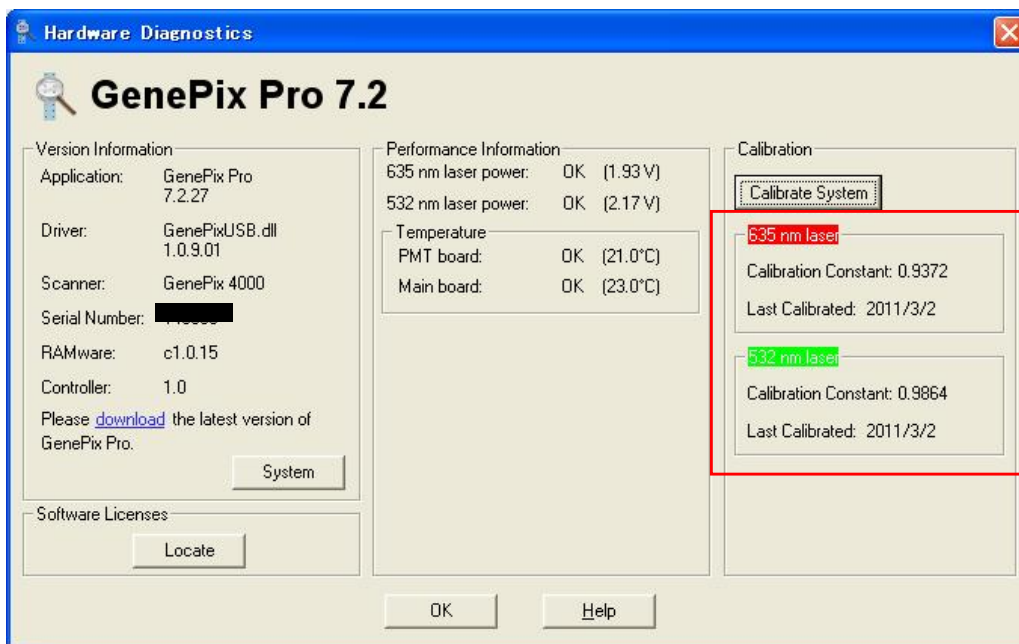 Hardware Diagnostics
GenePix Pro 7.2
Version Information
Application: GenePix Pro
7.2.27
Driver: GenePixUSB.dll
1.0.9.01
Scanner: GenePix 4000
Serial Number:
RAMware: c1.0.15
Controller: 1.0
Please download the latest version of
GenePix Pro.
System
Software Licenses
Locate
Performance Information
635 nm laser power: OK (1.93 V)
532 nm laser power: OK (2.17 V)
Temperature
PMT board: OK (21.0°C)
Main board: OK (23.0°C)
Calibration
Calibrate System
635 nm laser
Calibration Constant: 0.9372
Last Calibrated: 2011/3/2
532 nm laser
Calibration Constant: 0.9864
Last Calibrated: 2011/3/2
OK
Help